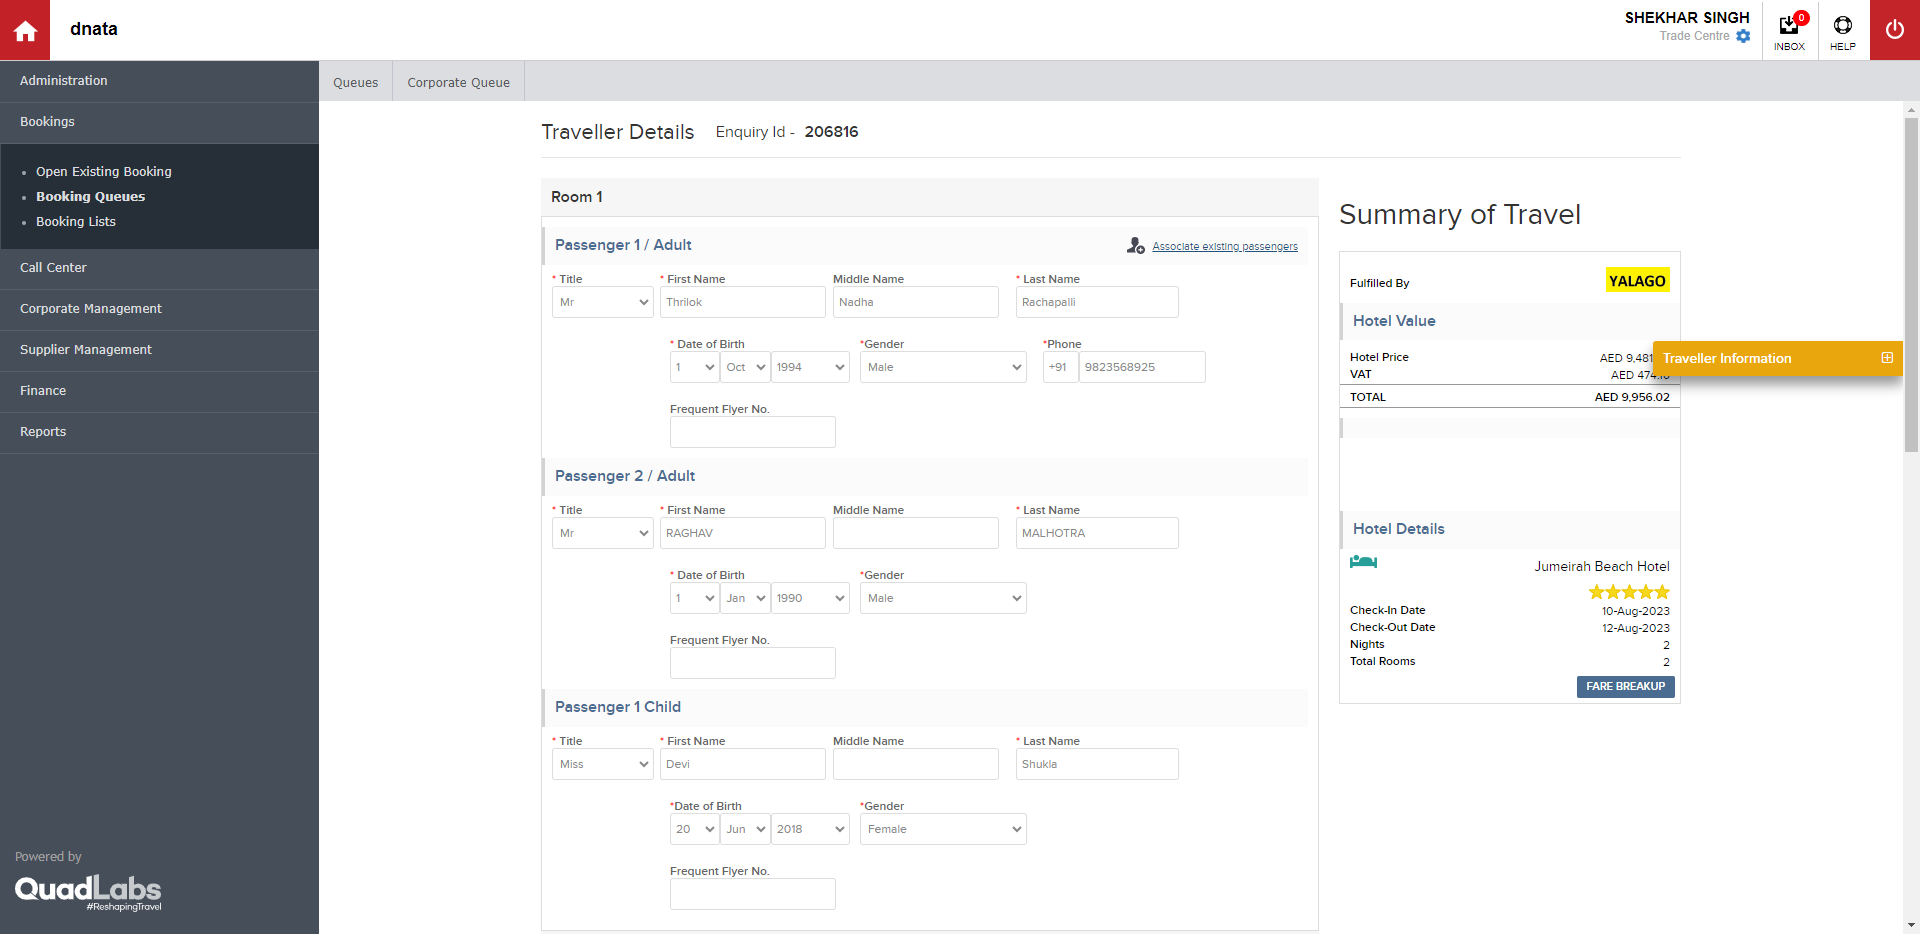 dnata
SHEKHAR SINGH
Trade Centre
0
INBOX
HELP
Administration
Bookings
Open Existing Booking
Booking Queues
Booking Lists
Call Center
Corporate Management
Supplier Management
Finance
Reports
Powered by
QuadLabs
#ReshapingTravel
Queues
Corporate Queue
Traveller Details Enquiry Id - 206816
Room 1
Passenger 1 / Adult
Associate existing passengers
* Title * First Name Middle Name * Last Name
Mr Thrilok Nadha Rachapalli
* Date of Birth *Gender *Phone
1 Oct 1994 Male +91 9823568925
Frequent Flyer No.
Passenger 2 / Adult
* Title * First Name Middle Name * Last Name
Mr RAGHAV MALHOTRA
* Date of Birth *Gender
1 Jan 1990 Male
Frequent Flyer No.
Passenger 1 Child
* Title * First Name Middle Name * Last Name
Miss Devi Shukla
*Date of Birth *Gender
20 Jun 2018 Female
Frequent Flyer No.
Summary of Travel
Fulfilled By YALAGO
Hotel Value
Hotel Price AED 9,481
VAT AED
TOTAL AED 9,956.02
Traveller Information
Hotel Details
Jumeirah Beach Hotel
Check-In Date 10-Aug-2023
Check-Out Date 12-Aug-2023
Nights 2
Total Rooms 2
FARE BREAKUP